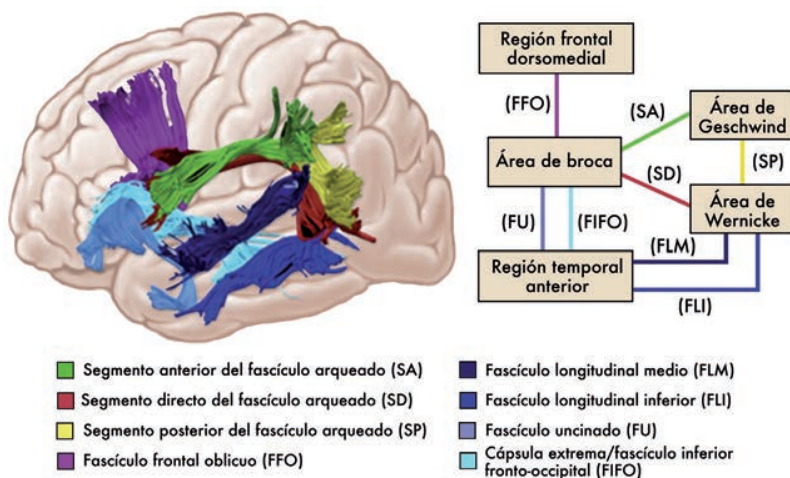 Región frontal
dorsomedial
(FFO)
(SA)
Área de
Geschwind
Área de broca
(SP)
(SD)
(FU)
(FIFO)
Área de
Wernicke
(FLM)
Región temporal
anterior
(FLI)
Segmento anterior del fascículo arqueado (SA)
Segmento directo del fascículo arqueado (SD)
Segmento posterior del fascículo arqueado (SP)
Fascículo frontal oblicuo (FFO)
Fascículo longitudinal medio (FLM)
Fascículo longitudinal inferior (FLI)
Fascículo uncinado (FU)
Cápsula extrema/fascículo inferior
fronto-occipital (FIFO)